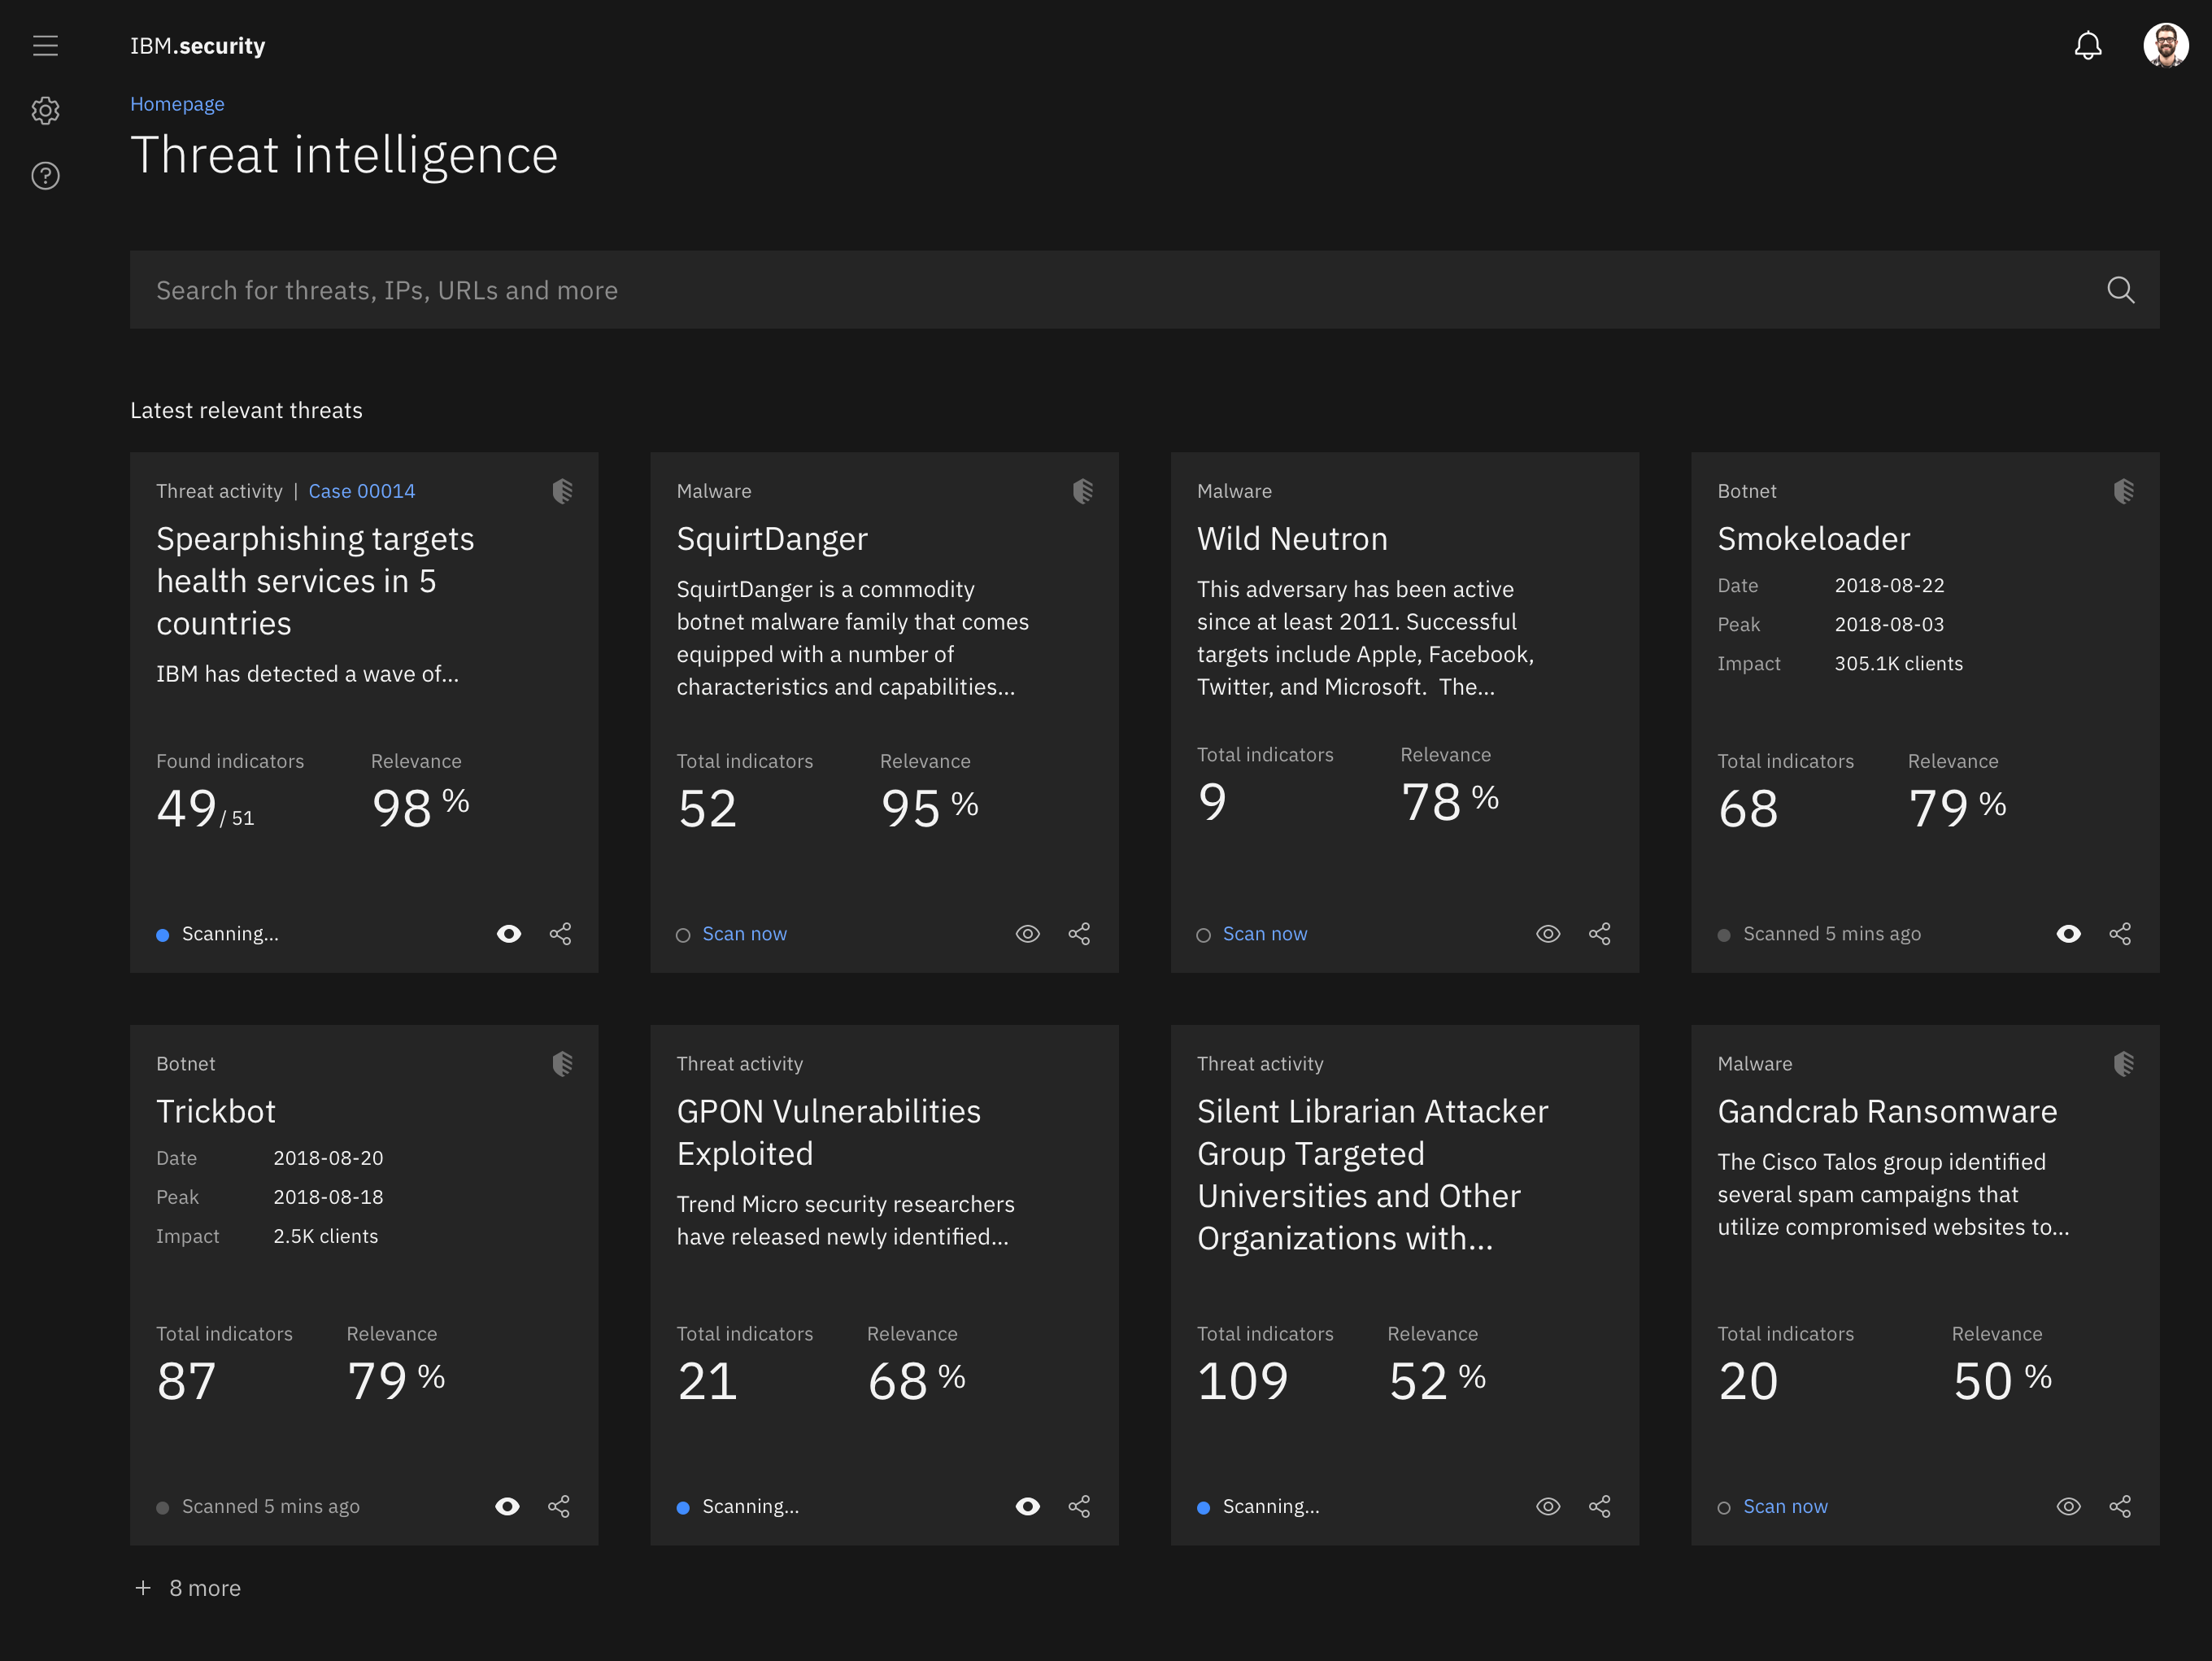 IBM.security
Homepage
Threat intelligence
Search for threats, IPs, URLs and more
Latest relevant threats
Threat activity | Case 00014
Spearphishing targets
health services in 5
countries
IBM has detected a wave of...
Found indicators
49/ 51
Relevance
98 %
Scanning...
Malware
SquirtDanger
SquirtDanger is a commodity
botnet malware family that comes
equipped with a number of
characteristics and capabilities...
Total indicators
52
Relevance
95 %
Scan now
Malware
Wild Neutron
This adversary has been active
since at least 2011. Successful
targets include Apple, Facebook,
Twitter, and Microsoft.  The...
Total indicators
9
Relevance
78 %
Scan now
Botnet
Smokeloader
Date 2018-08-22
Peak 2018-08-03
Impact 305.1K clients
Total indicators
68
Relevance
79 %
Scanned 5 mins ago
Botnet
Trickbot
Date 2018-08-20
Peak 2018-08-18
Impact 2.5K clients
Total indicators
87
Relevance
79 %
Scanned 5 mins ago
Threat activity
GPON Vulnerabilities
Exploited
Trend Micro security researchers
have released newly identified...
Total indicators
21
Relevance
68 %
Scanning...
Threat activity
Silent Librarian Attacker
Group Targeted
Universities and Other
Organizations with...
Total indicators
109
Relevance
52 %
Scanning...
Malware
Gandcrab Ransomware
The Cisco Talos group identified
several spam campaigns that
utilize compromised websites to...
Total indicators
20
Relevance
50 %
Scan now
+ 8 more